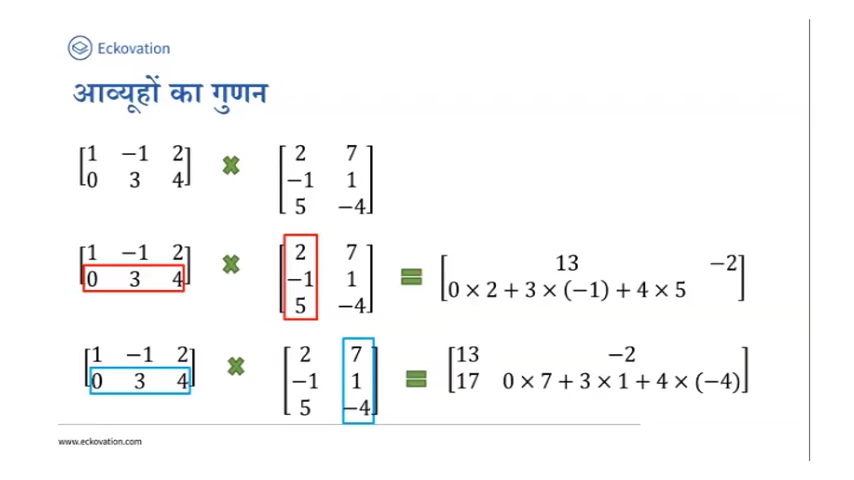 Eckovation
आव्यूहों का गुणन
[1 −1 2] × [2 7]
[0 3 4] [−1 1]
[5 −4]
[1 −1 2] × [2 7] = [13 −2]
[0 3 4] [−1 1] [0 × 2 + 3 × (−1) + 4 × 5 ]
[5 −4]
[1 −1 2] × [2 7] = [13 −2]
[0 3 4] [−1 1] [17 0 × 7 + 3 × 1 + 4 × (−4)]
[5 −4]
www.eckovation.com